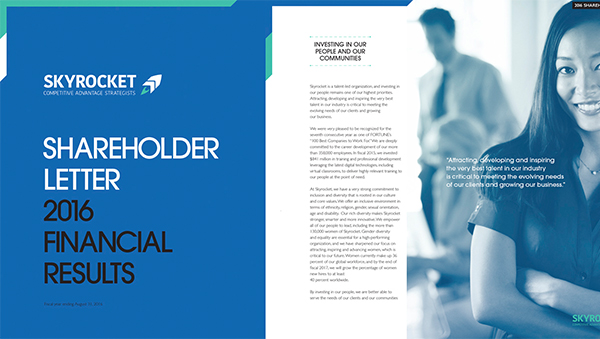 SKYROCKET
COMPETITIVE ADVANTAGE STRATEGISTS
SHAREHOLDER
LETTER
2016
FINANCIAL
RESULTS
Fiscal year ending August 31, 2016
INVESTING IN OUR
PEOPLE AND OUR
COMMUNITIES
Skyrocket is a talent-led organization, and investing in
our people remains one of our highest priorities.
Attracting, developing and inspiring the very best
talent in our industry is critical to meeting the
evolving needs of our clients and growing
our business.
We were very pleased to be recognized for the
seventh consecutive year as one of FORTUNE's
"100 Best Companies to Work For." We are deeply
committed to the career development of our more
than 358,000 employees. In fiscal 2015, we invested
$841 million in training and professional development
leveraging the latest digital technologies, including
virtual classrooms, to deliver highly relevant training to
our people at the point of need.
At Skyrocket, we have a very strong commitment to
inclusion and diversity that is rooted in our culture
and core values. We offer an inclusive environment in
terms of ethnicity, religion, gender, sexual orientation,
age and disability. Our rich diversity makes Skyrocket
stronger, smarter and more innovative. We empower
all of our people to lead, including the more than
130,000 women of Skyrocket. Gender diversity
and equality are essential for a high-performing
organization and we have sharpened our focus on
attracting, inspiring and advancing women, which is
critical to our future. Women currently make up 36
percent of our global workforce, and by the end of
fiscal 2017, we will grow the percentage of women
new hires to at least
40 percent worldwide.
By investing in our people, we are better able to
serve the needs of our clients and our communities
2016 SHAREH
"Attracting, developing and inspiring
the very best talent in our industry
is critical to meeting the evolving needs
of our clients and growing our business."
SKYRO